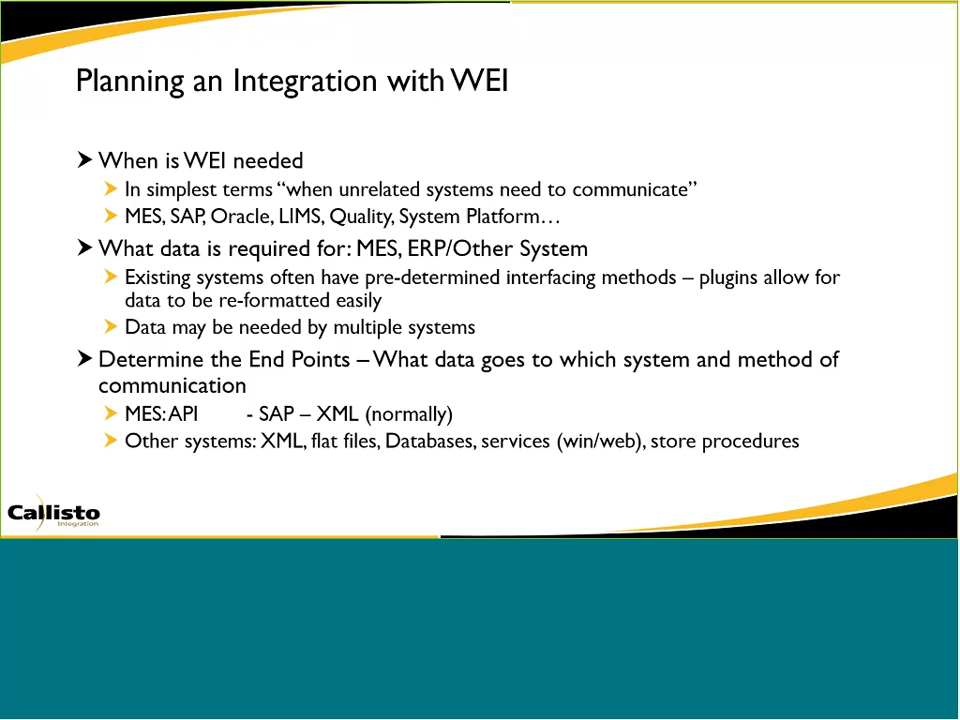 Planning an Integration with WEI
When is WEI needed
In simplest terms “when unrelated systems need to communicate”
MES, SAP, Oracle, LIMS, Quality, System Platform…
What data is required for: MES, ERP/Other System
Existing systems often have pre-determined interfacing methods – plugins allow for
data to be re-formatted easily
Data may be needed by multiple systems
Determine the End Points – What data goes to which system and method of
communication
MES: API - SAP – XML (normally)
Other systems: XML, flat files, Databases, services (win/web), store procedures
Callisto
Integration